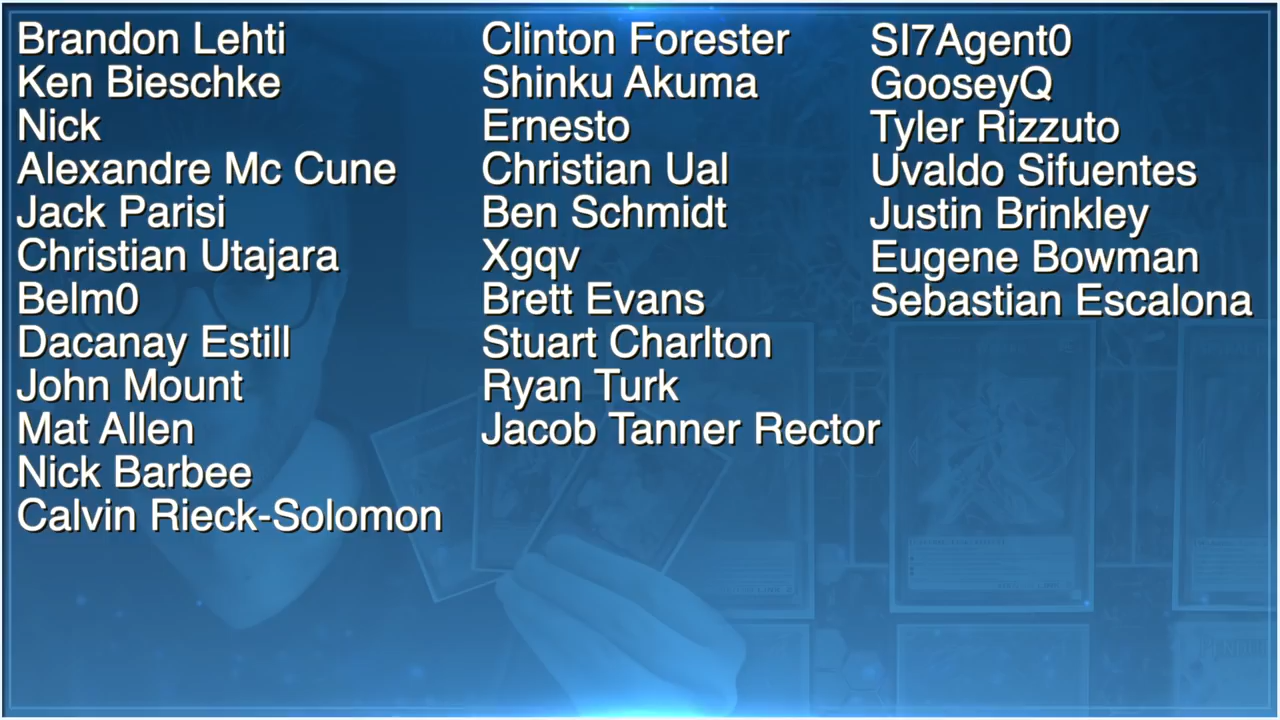 Brandon Lehti
Ken Bieschke
Nick
Alexandre Mc Cune
Jack Parisi
Christian Utajara
Belm0
Dacanay Estill
John Mount
Mat Allen
Nick Barbee
Calvin Rieck-Solomon
Clinton Forester
Shinku Akuma
Ernesto
Christian Ual
Ben Schmidt
Xgqv
Brett Evans
Stuart Charlton
Ryan Turk
Jacob Tanner Rector
SI7Agent0
GooseyQ
Tyler Rizzuto
Uvaldo Sifuentes
Justin Brinkley
Eugene Bowman
Sebastian Escalona